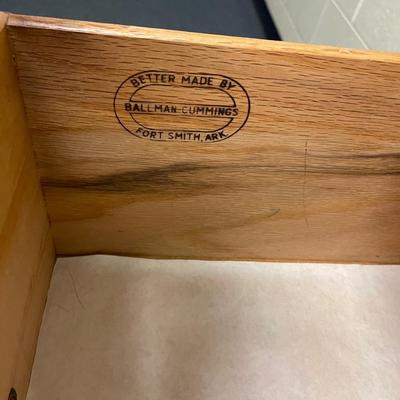 BETTER MADE BY
BALLMAN-CUMMINGS
FORT SMITH, ARK.